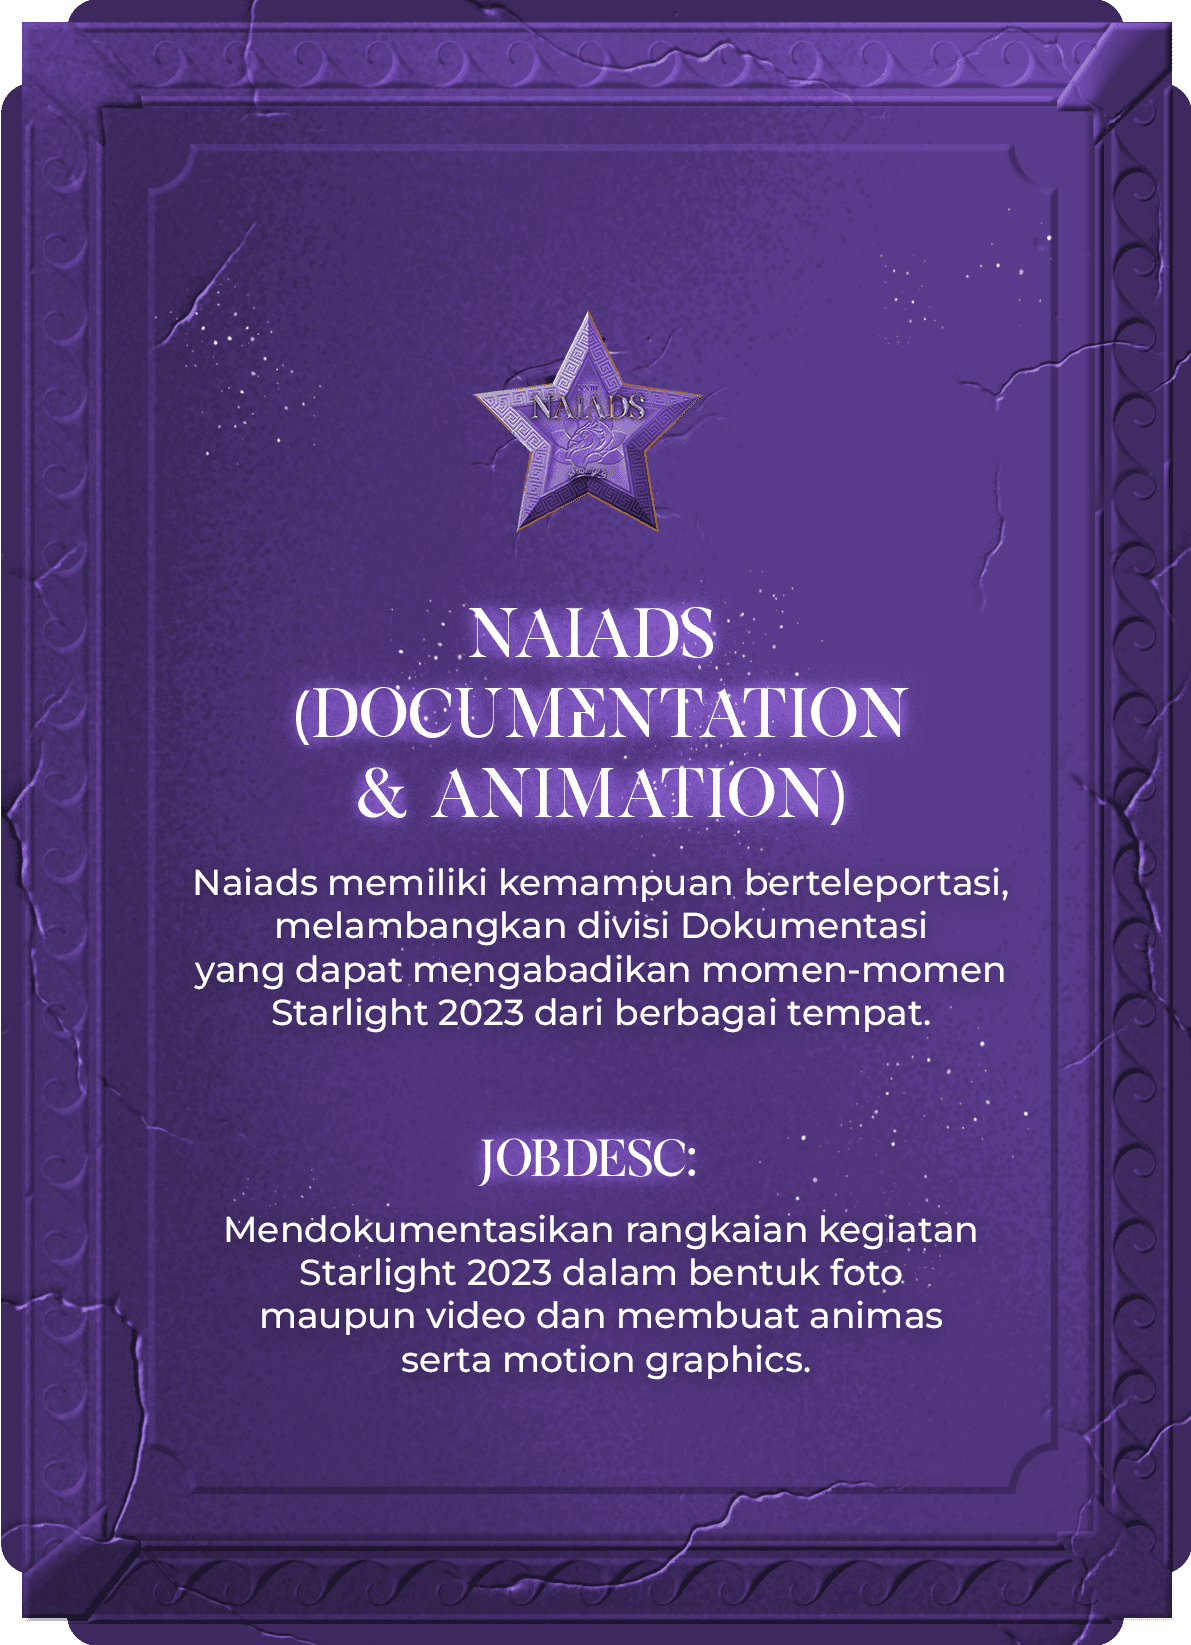 NAIADS
NAIADS
(DOCUMENTATION
& ANIMATION)
Naiads memiliki kemampuan berteleportasi,
melambangkan divisi Dokumentasi
yang dapat mengabadikan momen-momen
Starlight 2023 dari berbagai tempat.
JOBDESC:
Mendokumentasikan rangkaian kegiatan
Starlight 2023 dalam bentuk foto
maupun video dan membuat animas
serta motion graphics.